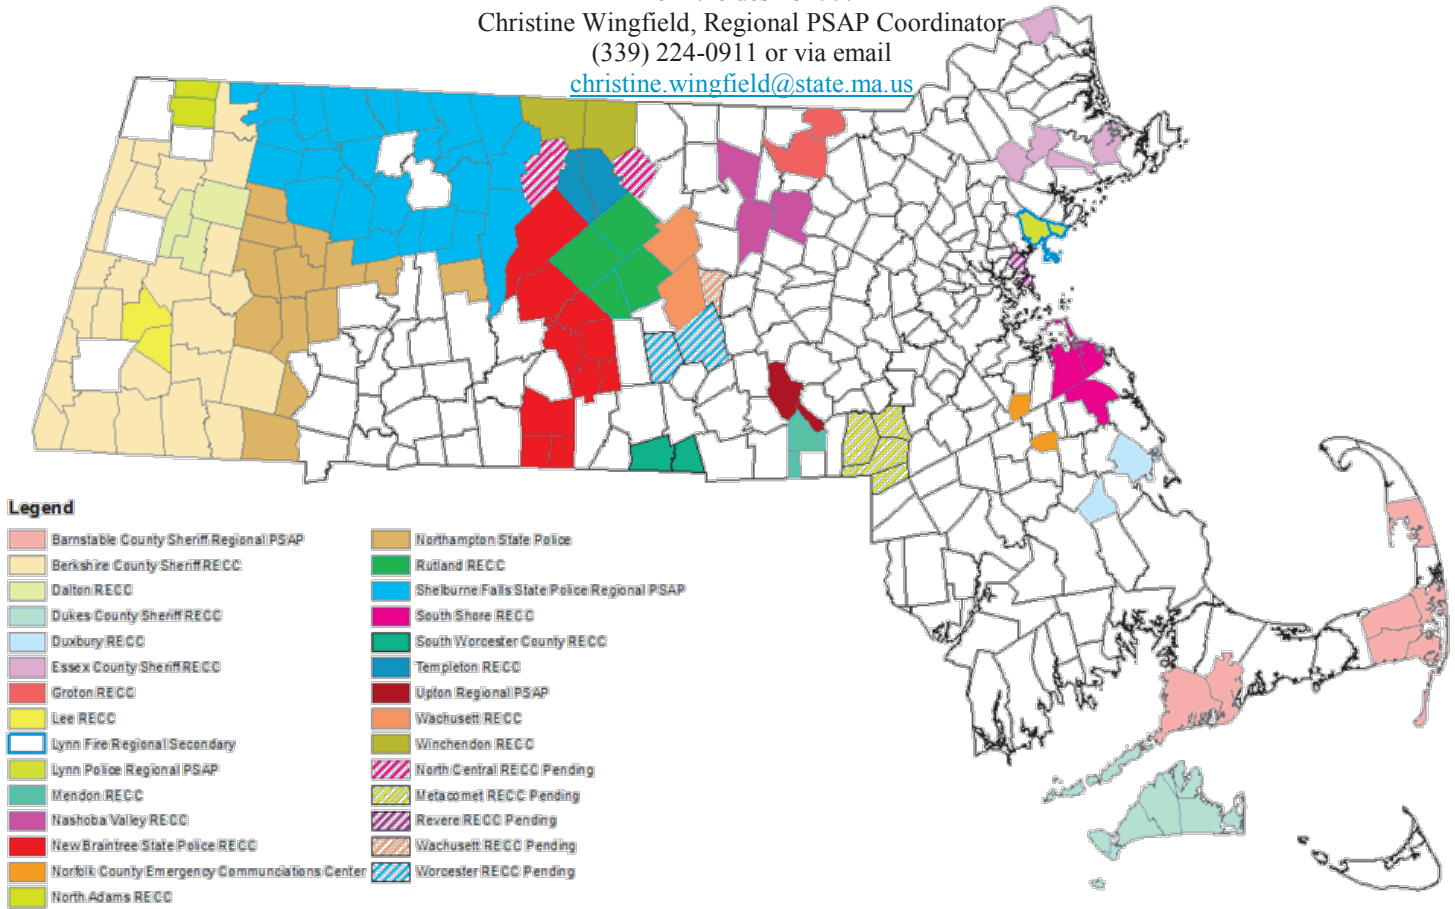 Christine Wingfield, Regional PSAP Coordinator
(339) 224-0911 or via email
christine.wingfield@state.ma.us
Legend
Barnstable County Sheriff Regional PSAP
Berkshire County Sheriff RECC
Dalton RECC
Dukes County Sheriff RECC
Duxbury RECC
Essex County Sheriff RECC
Groton RECC
Lee RECC
Lynn Fire Regional Secondary
Lynn Police Regional PSAP
Mendon RECC
Nashoba Valley RECC
New Braintree State Police RECC
Norfolk County Emergency Communciations Center
North Adams RECC
Northampton State Police
Rutland RECC
Shelburne Falls State Police Regional PSAP
South Shore RECC
South Worcester County RECC
Templeton RECC
Upton Regional PSAP
Wachusett RECC
Winchendon RECC
North Central RECC Pending
Metacomet RECC Pending
Revere RECC Pending
Wachusett RECC Pending
Worcester RECC Pending